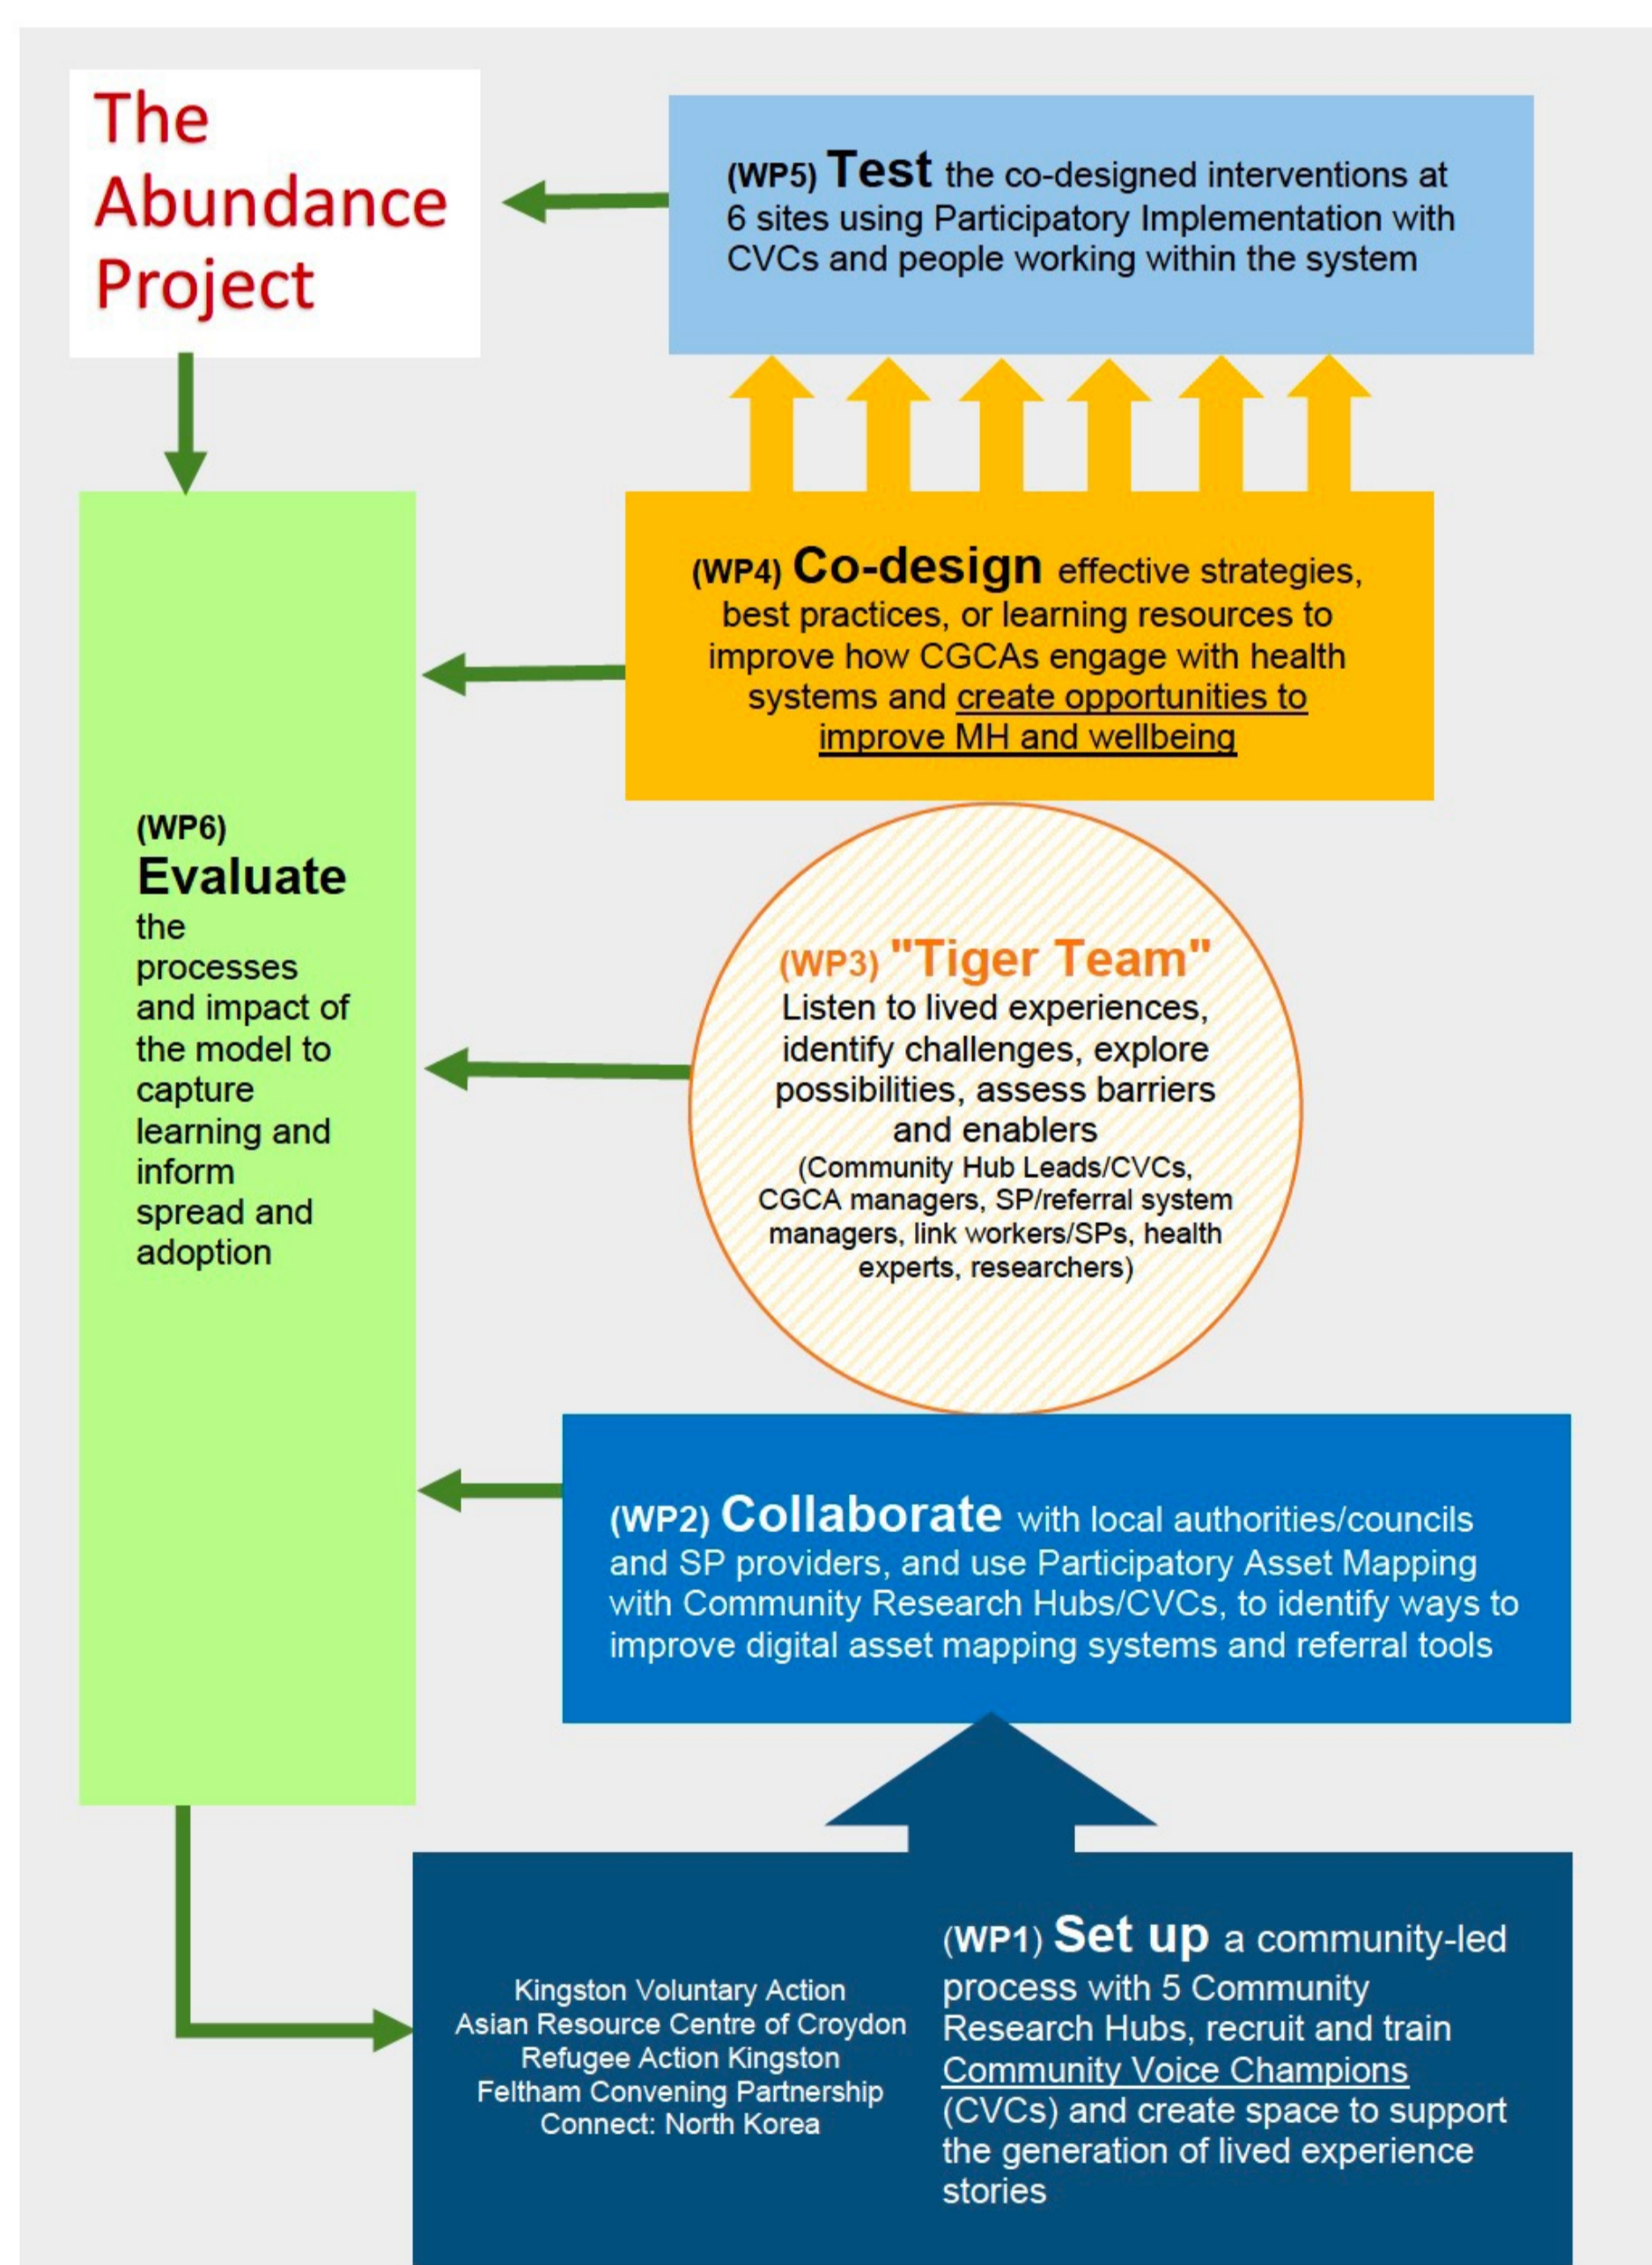 The
Abundance
Project
(WP5) Test the co-designed interventions at
6 sites using Participatory Implementation with
CVCs and people working within the system
(WP4) Co-design effective strategies,
best practices, or learning resources to
improve how CGCAs engage with health
systems and create opportunities to
improve MH and wellbeing
(WP6)
Evaluate
the
processes
and impact of
the model to
capture
learning and
inform
spread and
adoption
(WP3) "Tiger Team"
Listen to lived experiences,
identify challenges, explore
possibilities, assess barriers
and enablers
(Community Hub Leads/CVCs,
CGCA managers, SP/referral system
managers, link workers/SPs, health
experts, researchers)
(WP2) Collaborate with local authorities/councils
and SP providers, and use Participatory Asset Mapping
with Community Research Hubs/CVCs, to identify ways to
improve digital asset mapping systems and referral tools
Kingston Voluntary Action
Asian Resource Centre of Croydon
Refugee Action Kingston
Feltham Convening Partnership
Connect: North Korea
(WP1) Set up a community-led
process with 5 Community
Research Hubs, recruit and train
Community Voice Champions
(CVCs) and create space to support
the generation of lived experience
stories